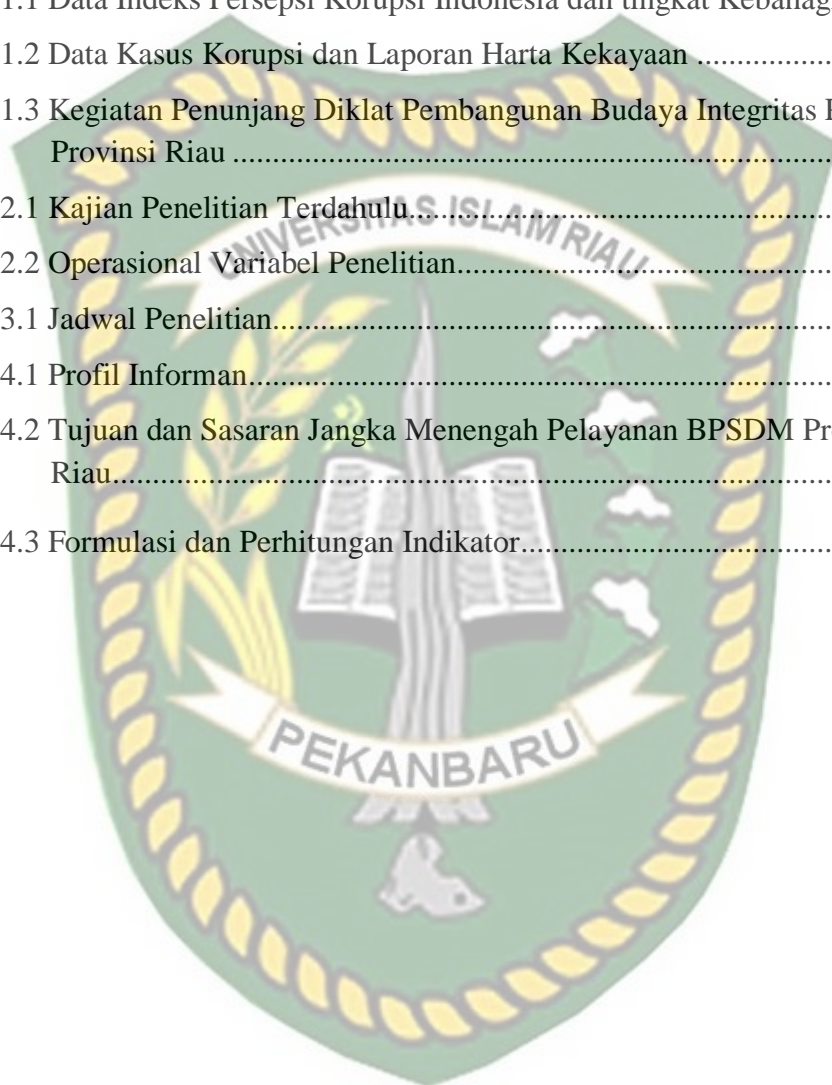 1.1 Data Indeks Persepsi Korupsi Indonesia dan tingkat
1.2 Data Kasus Korupsi dan Laporan Harta Kekayaan ..................
1.3 Kegiatan Penunjang Diklat Pembangunan Budaya Integritas
Provinsi Riau ........................................................................
2.1 Kajian Penelitian Terdahulu.....................................................
UNIVERSITAS ISLAM RIAU
2.2 Operasional Variabel Penelitian...............................................
3.1 Jadwal Penelitian.....................................................................
4.1 Profil Informan........................................................................
4.2 Tujuan dan Sasaran Jangka Menengah Pelayanan BPSDM
Riau......................................................................................
4.3 Formulasi dan Perhitungan Indikator.......................................
PEKANBARU